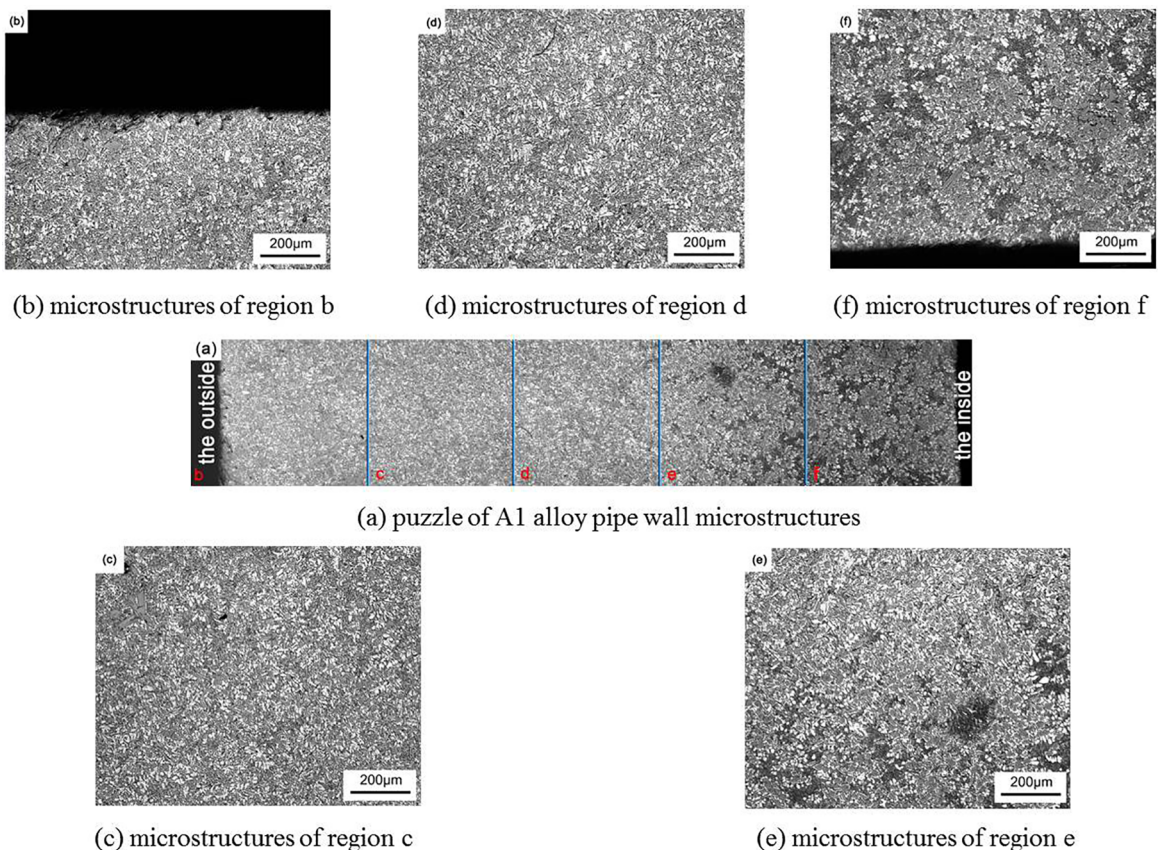 (b)
(d)
(f)
200µm
200µm
200µm
(b) microstructures of region b
(d) microstructures of region d
(f) microstructures of region f
(a)
the outside
the inside
b
c
d
e
f
(a) puzzle of A1 alloy pipe wall microstructures
(c)
(e)
200µm
200µm
(c) microstructures of region c
(e) microstructures of region e